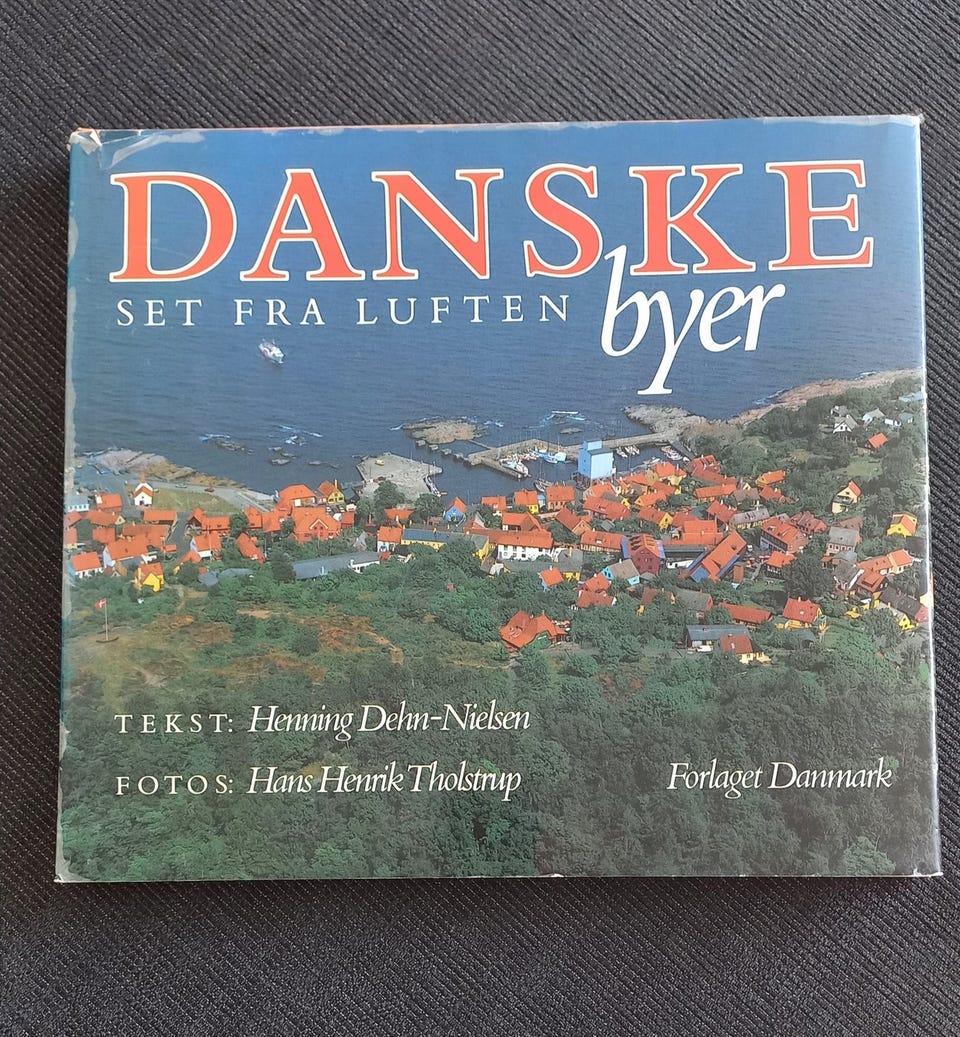 DANSKE
byer
SET FRA LUFTEN
TEKST: Henning Dehn-Nielsen
FOTOS: Hans Henrik Tholstrup
Forlaget Danmark